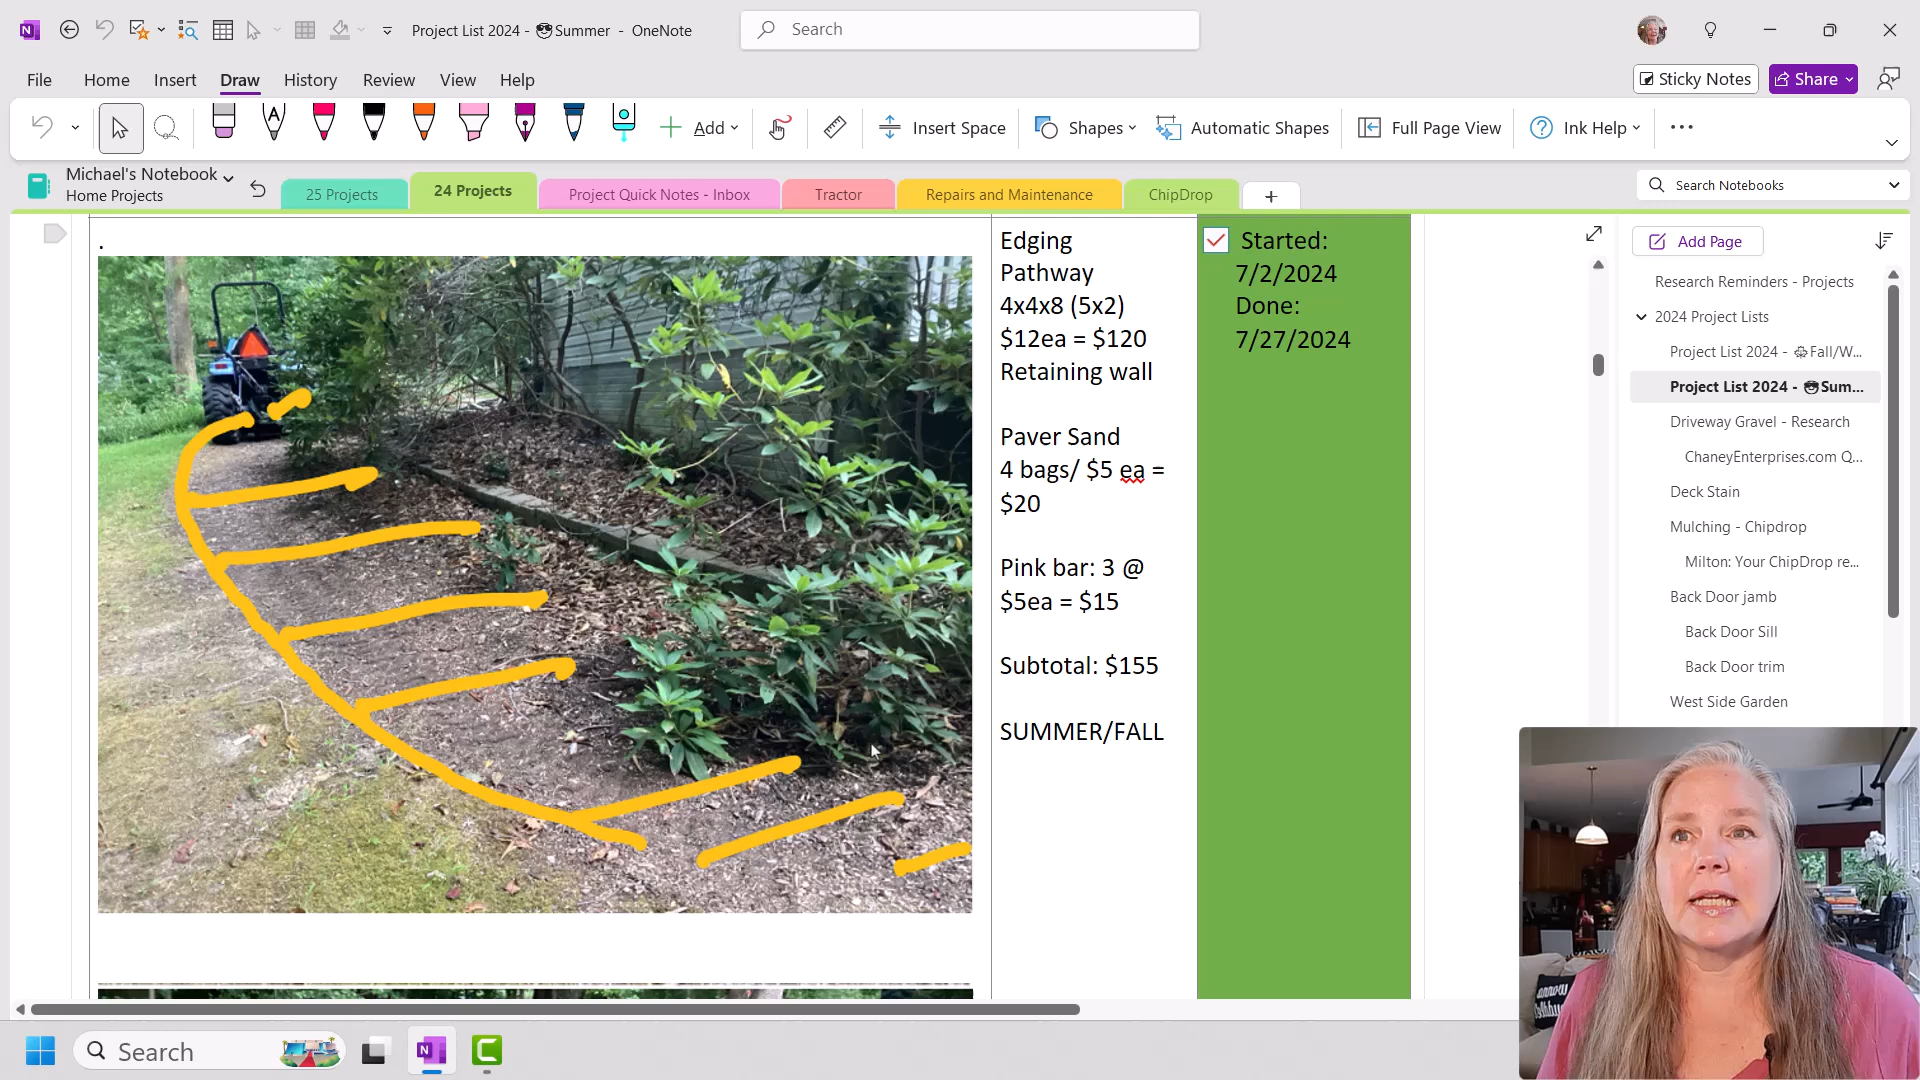 Project List 2024 - 😎Summer - OneNote
Search
File Home Insert Draw History Review View Help
Sticky Notes
Share
Add
Insert Space
Shapes
Automatic Shapes
Full Page View
Ink Help
Michael's Notebook
Home Projects
25 Projects
24 Projects
Project Quick Notes - Inbox
Tractor
Repairs and Maintenance
ChipDrop
Search Notebooks
.
Edging
Pathway
4x4x8 (5x2)
$12ea = $120
Retaining wall
Paver Sand
4 bags/ $5 ea =
$20
Pink bar: 3 @
$5ea = $15
Subtotal: $155
SUMMER/FALL
Started:
7/2/2024
Done:
7/27/2024
Add Page
Research Reminders - Projects
2024 Project Lists
Project List 2024 - Fall/W...
Project List 2024 - 😎Sum...
Driveway Gravel - Research
ChaneyEnterprises.com Q...
Deck Stain
Mulching - Chipdrop
Milton: Your ChipDrop re...
Back Door jamb
Back Door Sill
Back Door trim
West Side Garden
Search